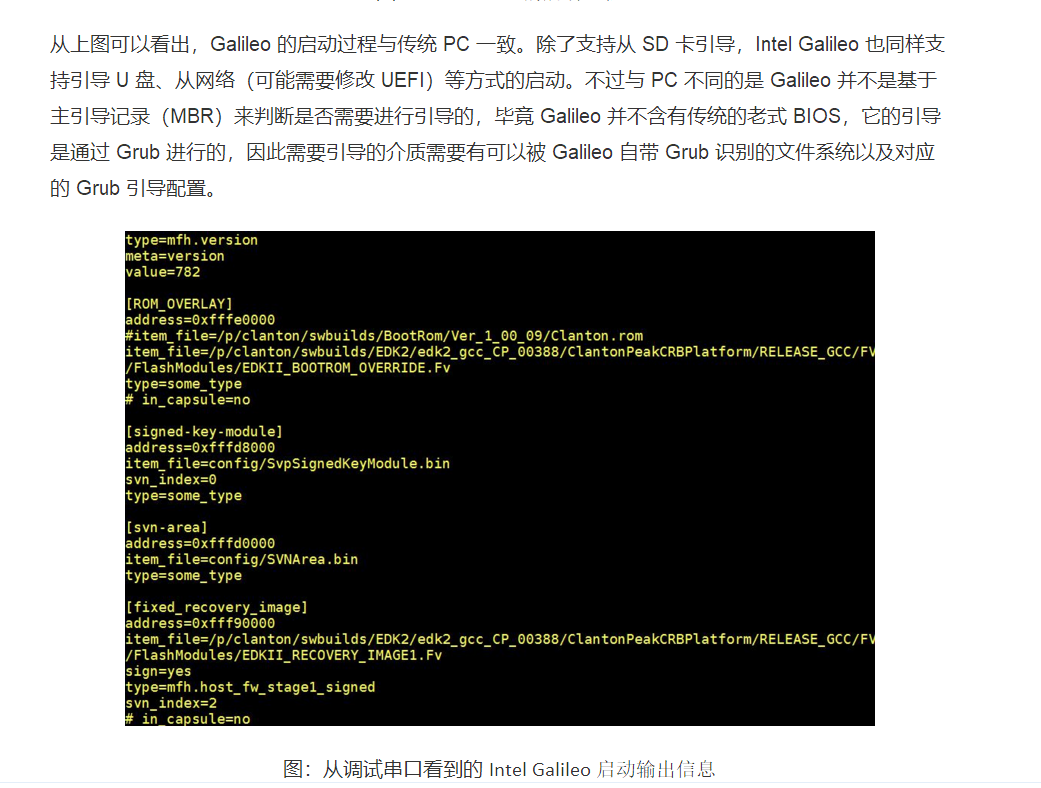 从上图可以看出，Galileo 的启动过程与传统 PC 一致。除了支持从 SD 卡引导，Intel Galileo 也同样支
持引导 U 盘、从网络（可能需要修改 UEFI）等方式的启动。不过与 PC 不同的是 Galileo 并不是基于
主引导记录（MBR）来判断是否需要进行引导的，毕竟 Galileo 并不含有传统的老式 BIOS，它的引导
是通过 Grub 进行的，因此需要引导的介质需要有可以被 Galileo 自带 Grub 识别的文件系统以及对应
的 Grub 引导配置。
type=mfh.version
meta=version
value=782
[ROM_OVERLAY]
address=0xfffe0000
#item_file=/p/clanton/swbuilds/BootRom/Ver_1_00_09/Clanton.rom
item_file=/p/clanton/swbuilds/EDK2/edk2_gcc_CP_00388/ClantonPeakCRBPlatform/RELEASE_GCC/FV
/FlashModules/EDKII_BOOTROM_OVERRIDE.Fv
type=some_type
# in_capsule=no
[signed-key-module]
address=0xfffd8000
item_file=config/SvpSignedKeyModule.bin
svn_index=0
type=some_type
[svn-area]
address=0xfffd0000
item_file=config/SVNArea.bin
type=some_type
[fixed_recovery_image]
address=0xfff90000
item_file=/p/clanton/swbuilds/EDK2/edk2_gcc_CP_00388/ClantonPeakCRBPlatform/RELEASE_GCC/FV
/FlashModules/EDKII_RECOVERY_IMAGE1.Fv
sign=yes
type=mfh.host_fw_stage1_signed
svn_index=2
# in_capsule=no
图：从调试串口看到的 Intel Galileo 启动输出信息